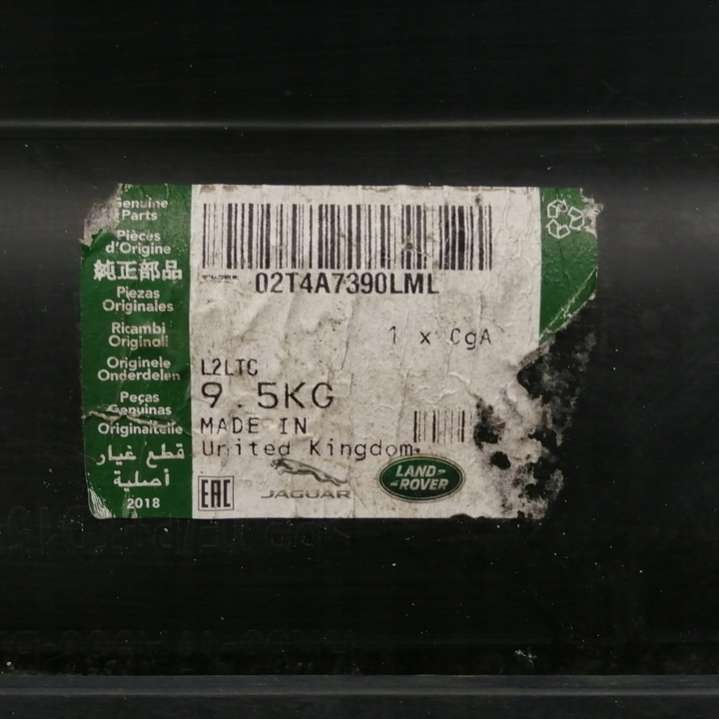 Genuine
Parts
Pièces
d'Origine
純正部品
Piezas
Originales
Ricambi
Originali
Originele
Onderdelen
Peças
Genuinas
Originalteile
قطع غيار
أصلية
2018
02T4A7390LML
1 x CgA
L2LTC
9.5KG
MADE IN
United Kingdom
EAC
JAGUAR
LAND-
ROVER